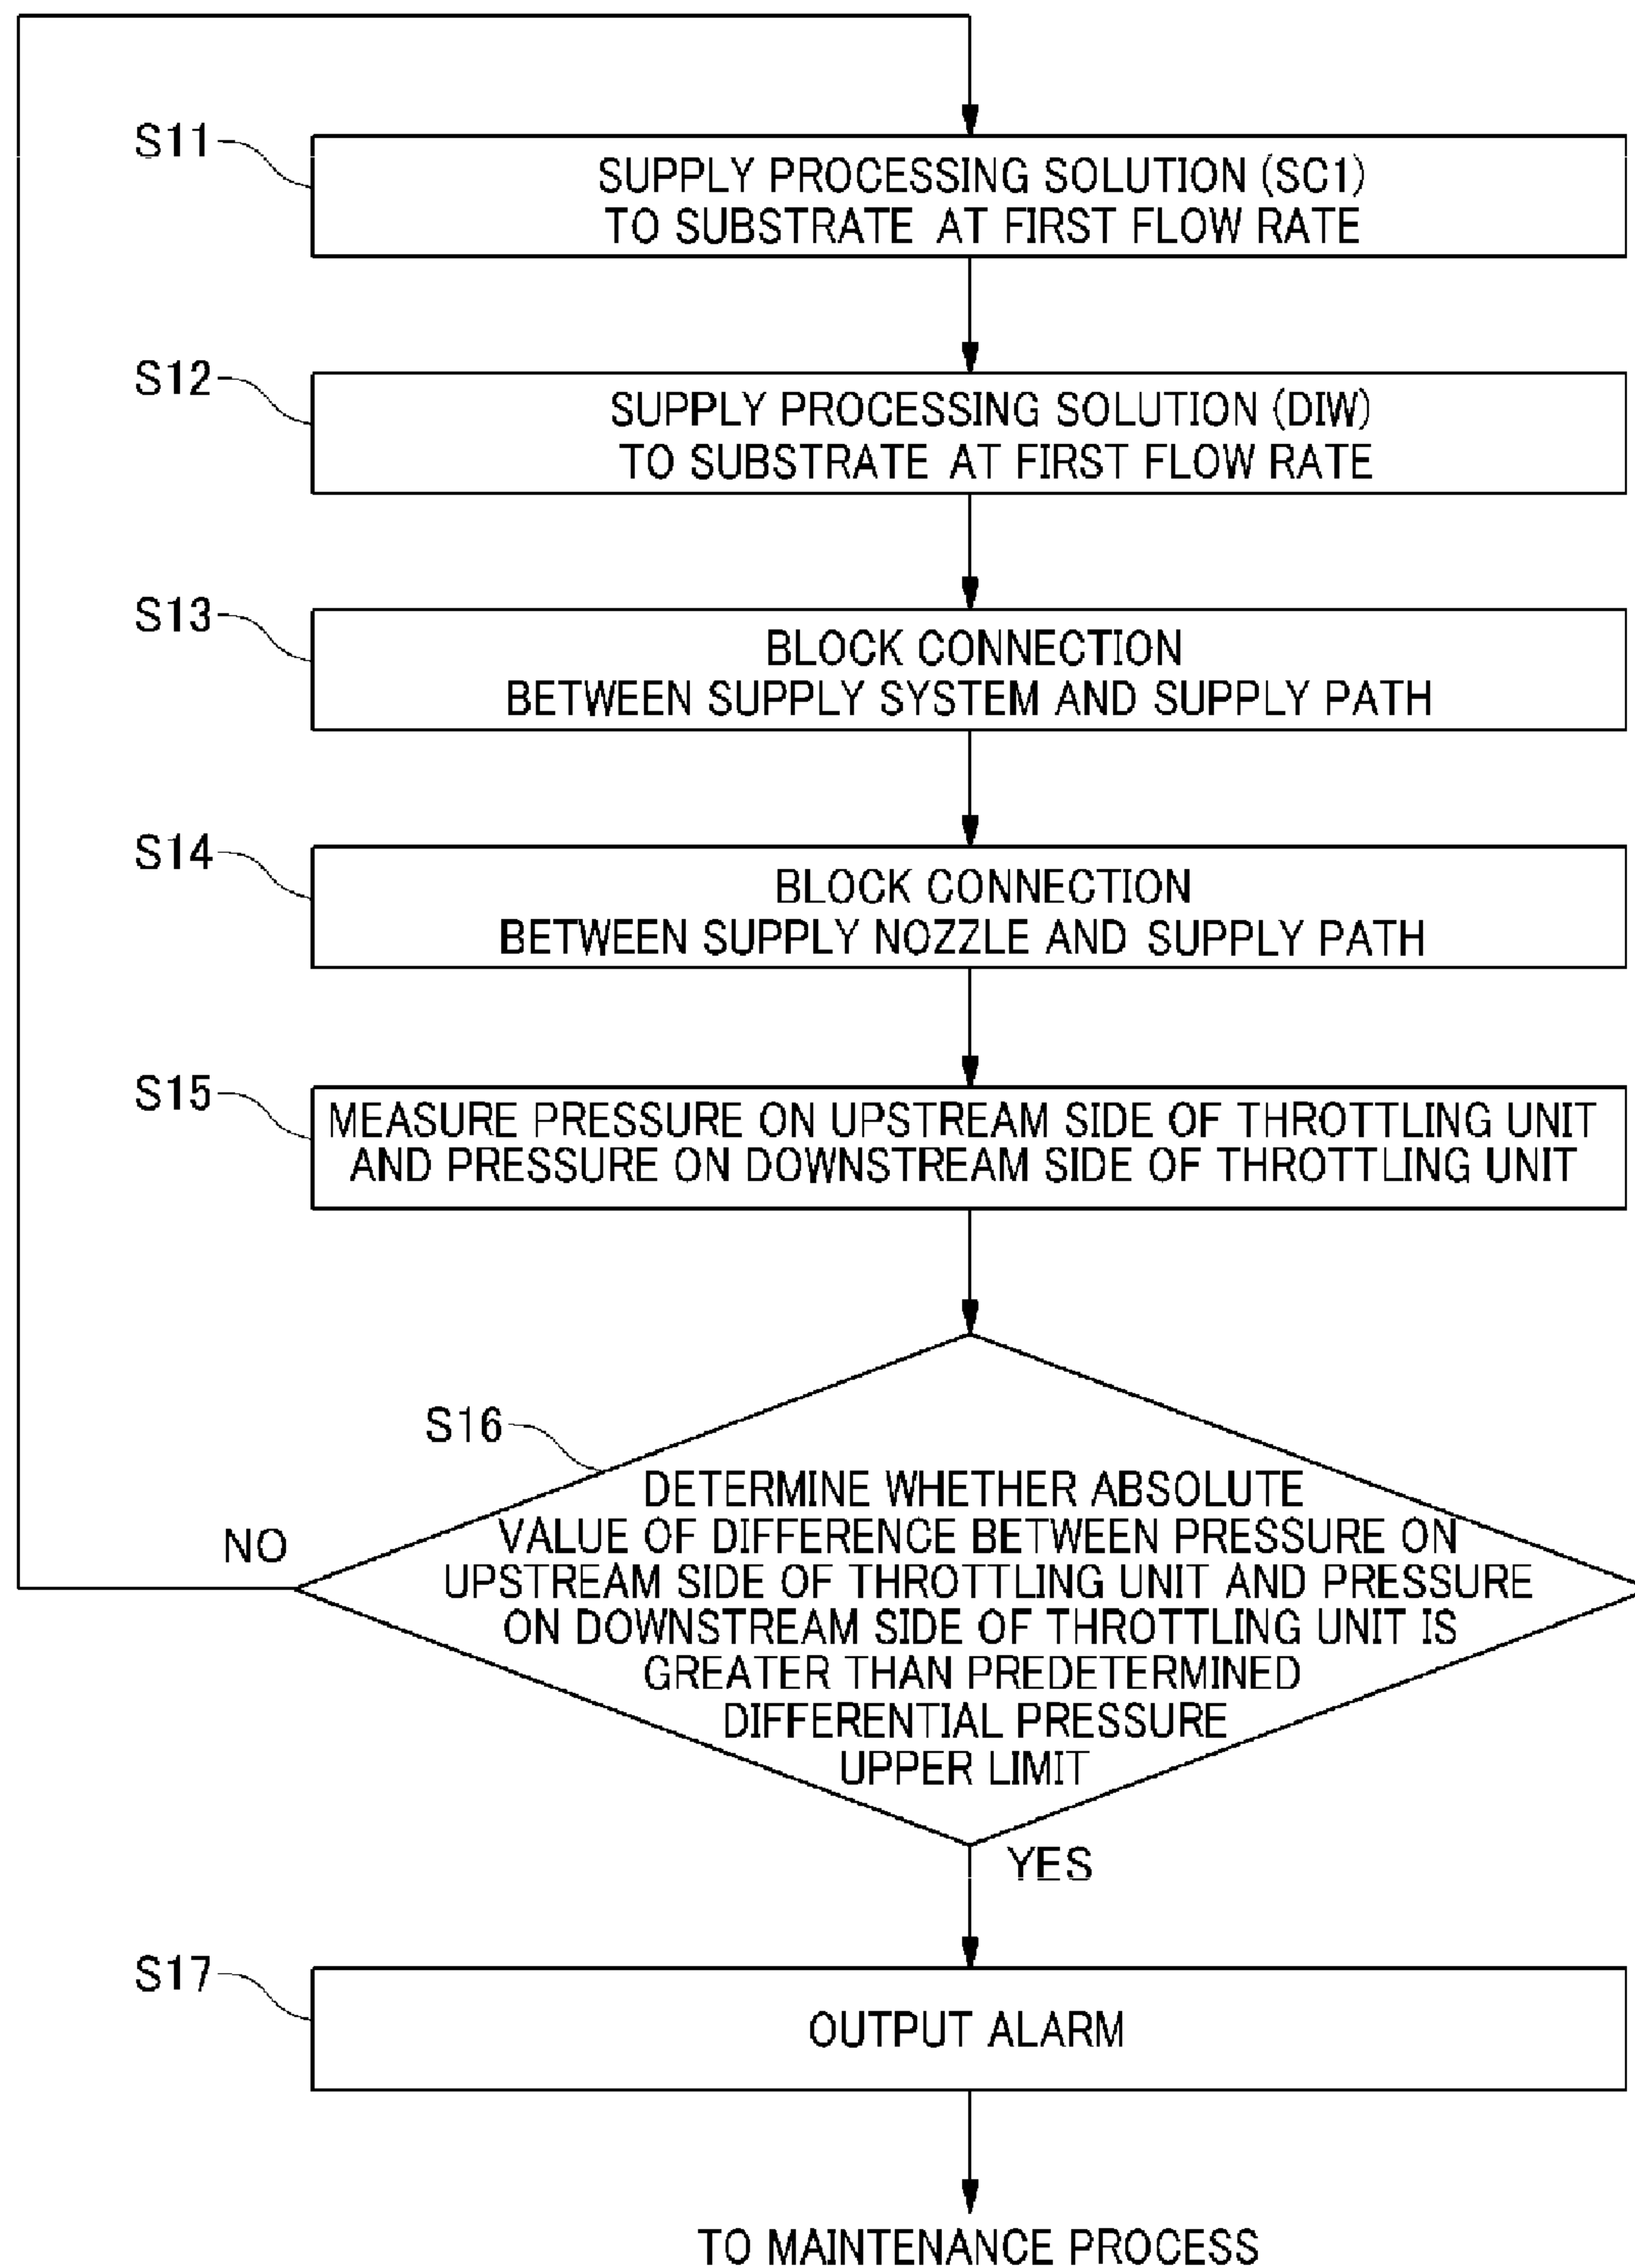 S11
SUPPLY PROCESSING SOLUTION (SC1)
TO SUBSTRATE AT FIRST FLOW RATE
S12
SUPPLY PROCESSING SOLUTION (DIW)
TO SUBSTRATE AT FIRST FLOW RATE
S13
BLOCK CONNECTION
BETWEEN SUPPLY SYSTEM AND SUPPLY PATH
S14
BLOCK CONNECTION
BETWEEN SUPPLY NOZZLE AND SUPPLY PATH
S15
MEASURE PRESSURE ON UPSTREAM SIDE OF THROTTLING UNIT
AND PRESSURE ON DOWNSTREAM SIDE OF THROTTLING UNIT
S16
DETERMINE WHETHER ABSOLUTE
VALUE OF DIFFERENCE BETWEEN PRESSURE ON
UPSTREAM SIDE OF THROTTLING UNIT AND PRESSURE
ON DOWNSTREAM SIDE OF THROTTLING UNIT IS
GREATER THAN PREDETERMINED
DIFFERENTIAL PRESSURE
UPPER LIMIT
NO
YES
S17
OUTPUT ALARM
TO MAINTENANCE PROCESS